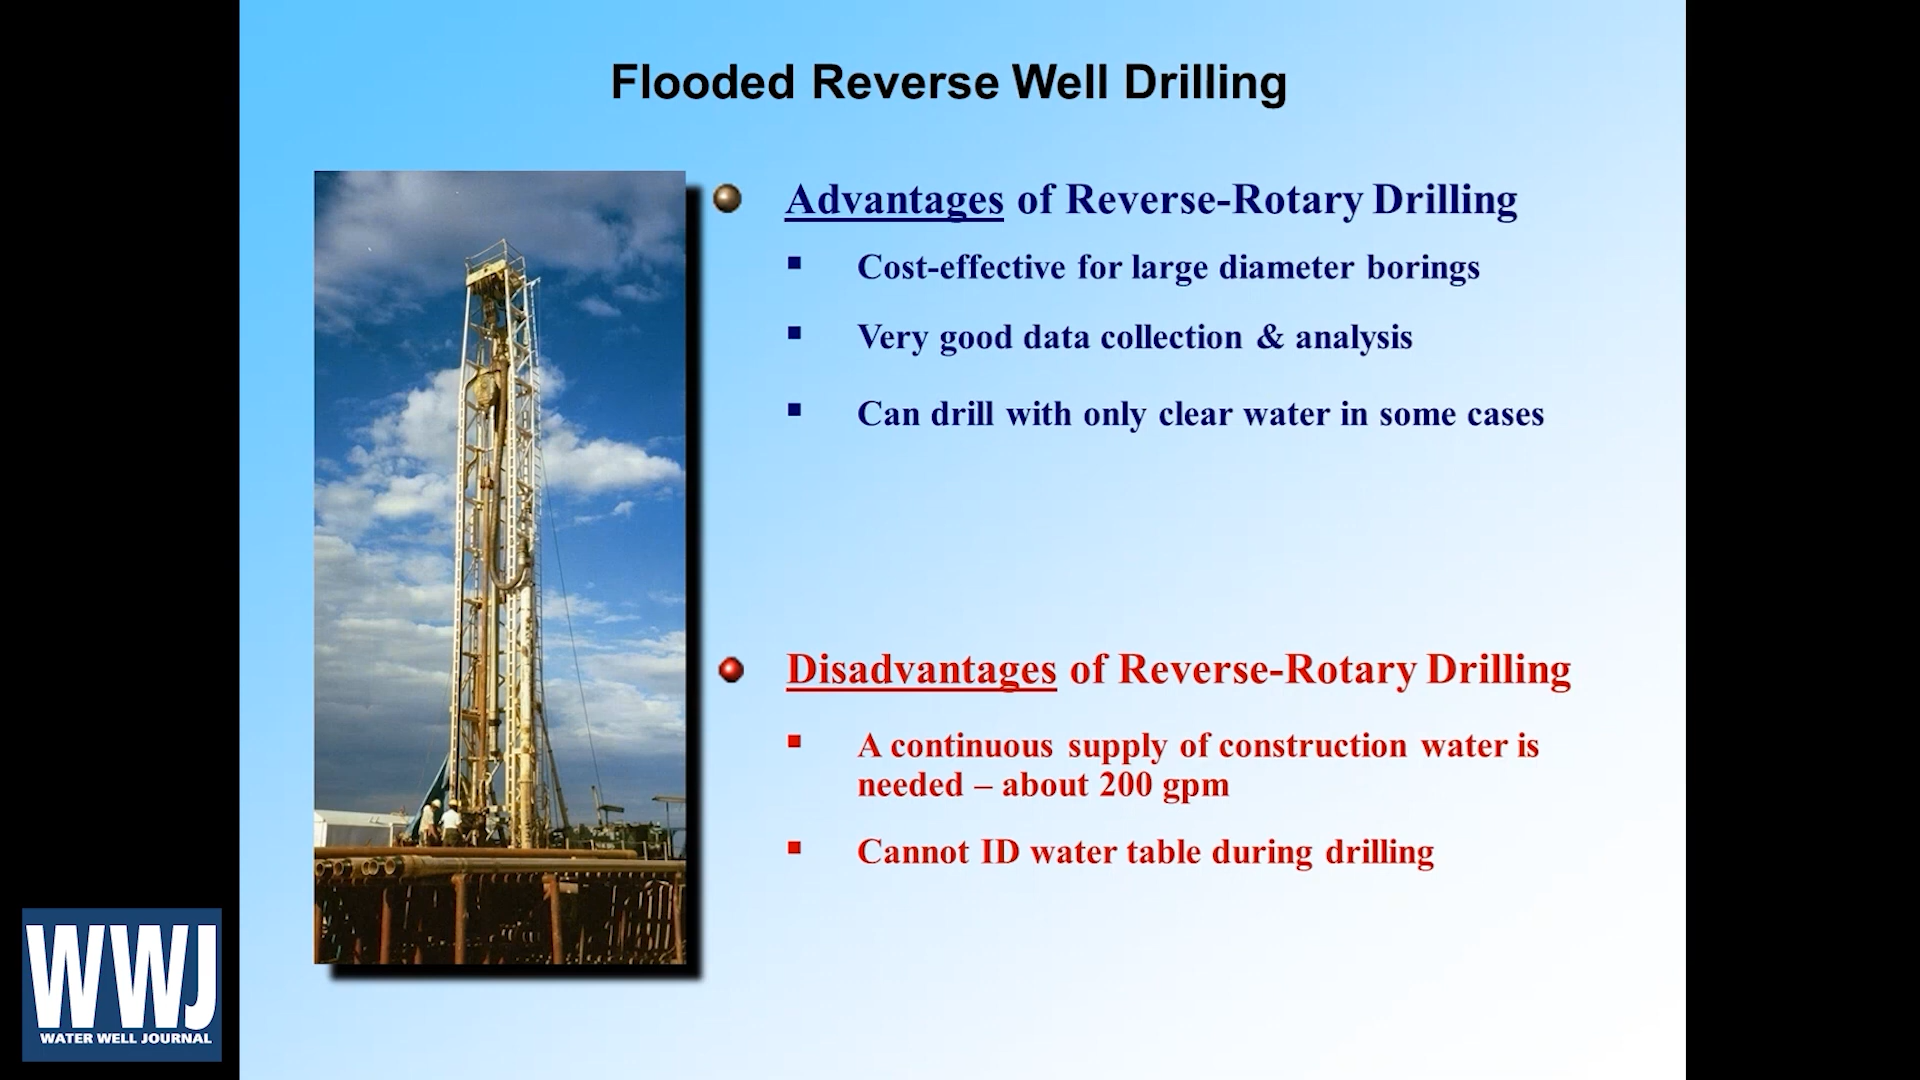 Flooded Reverse Well Drilling
Advantages of Reverse-Rotary Drilling
Cost-effective for large diameter borings
Very good data collection & analysis
Can drill with only clear water in some cases
Disadvantages of Reverse-Rotary Drilling
A continuous supply of construction water is
needed – about 200 gpm
Cannot ID water table during drilling
WWJ
WATER WELL JOURNAL